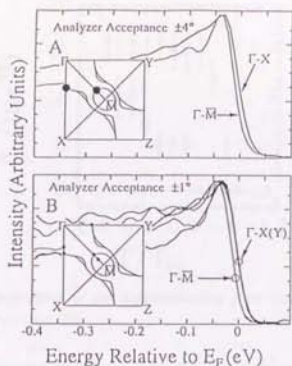 Analyzer Acceptance ±4°
A
Γ
Y
M̄
X
Z
Γ-X
Γ-M̄
Intensity (Arbitrary Units)
Analyzer Acceptance ±1°
B
Γ
Y
M̄
X
Z
Γ-X(Y)
Γ-M̄
-0.4 -0.3 -0.2 -0.1 0 0.1
Energy Relative to E_F (eV)